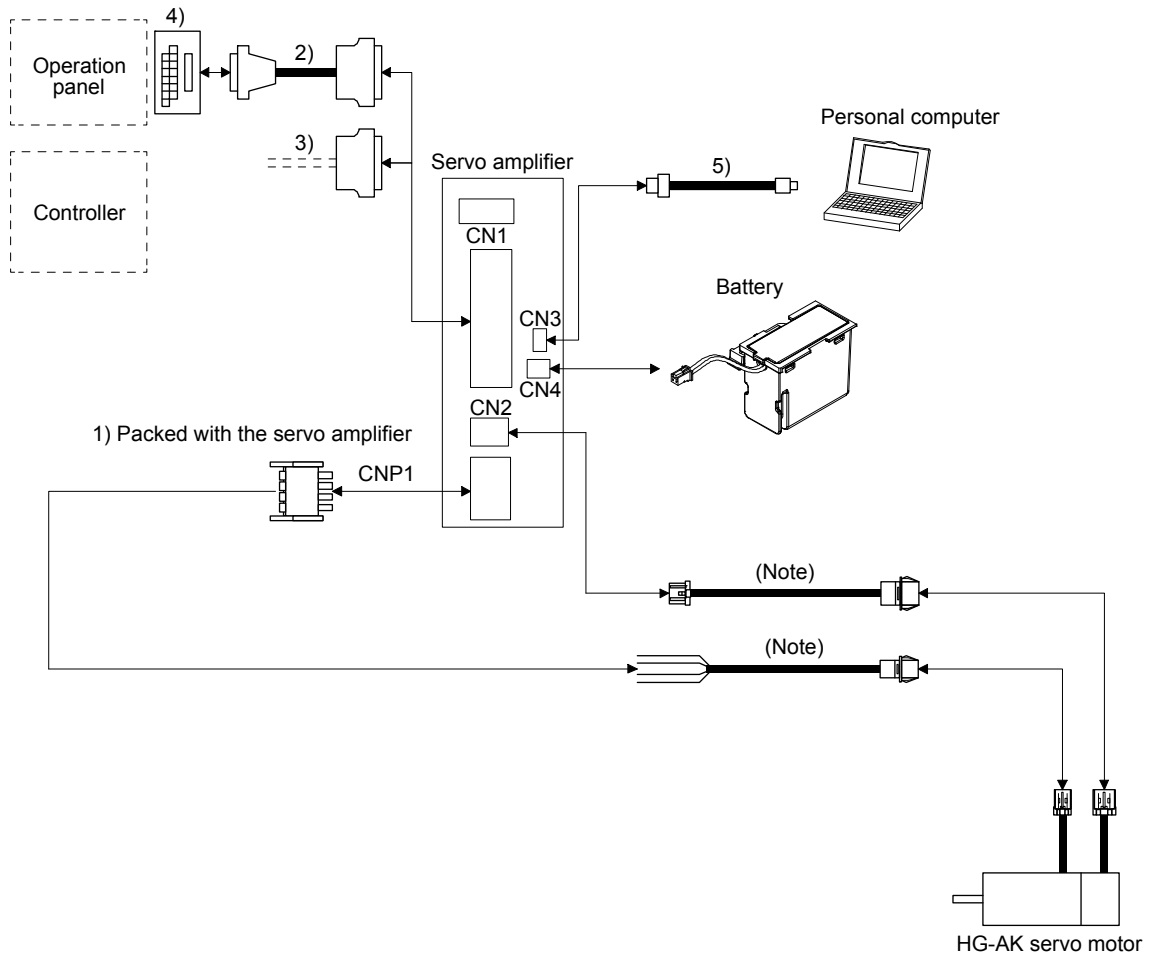 4)
2)
Operation
panel
Personal computer
3)
Servo amplifier
5)
Controller
CN1
Battery
CN3
CN4
CN2
1) Packed with the servo amplifier
CNP1
(Note)
(Note)
HG-AK servo motor